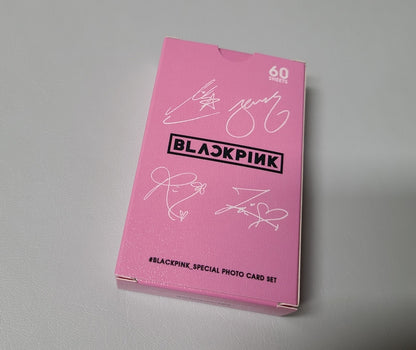 60
SHEETS
BLACKPINK
#BLACKPINK_SPECIAL PHOTO CARD SET